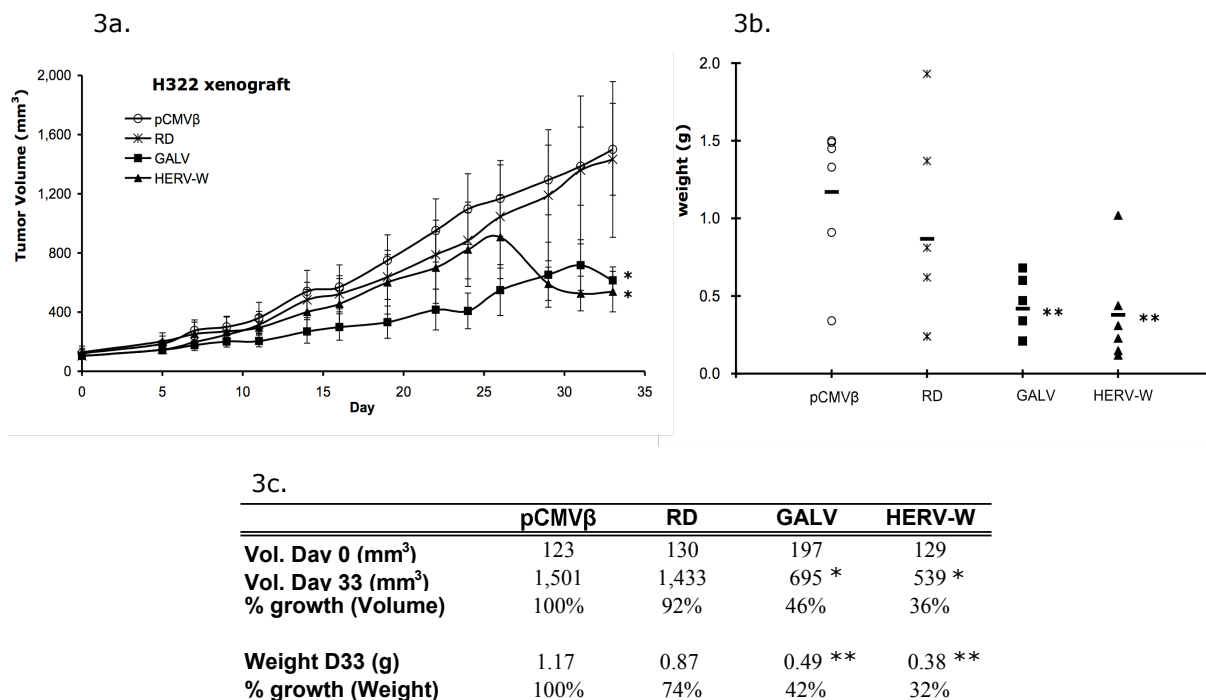 3a.
H322 xenograft
pCMVβ
RD
GALV
HERV-W
Tumor Volume (mm³)
2,000
1,600
1,200
800
400
0
0 5 10 15 20 25 30 35
Day
*
*
3b.
weight (g)
2.0
1.5
1.0
0.5
0.0
**
**
pCMVβ RD GALV HERV-W
3c.
pCMVβ RD GALV HERV-W
Vol. Day 0 (mm³) 123 130 197 129
Vol. Day 33 (mm³) 1,501 1,433 695 * 539 *
% growth (Volume) 100% 92% 46% 36%
Weight D33 (g) 1.17 0.87 0.49 ** 0.38 **
% growth (Weight) 100% 74% 42% 32%